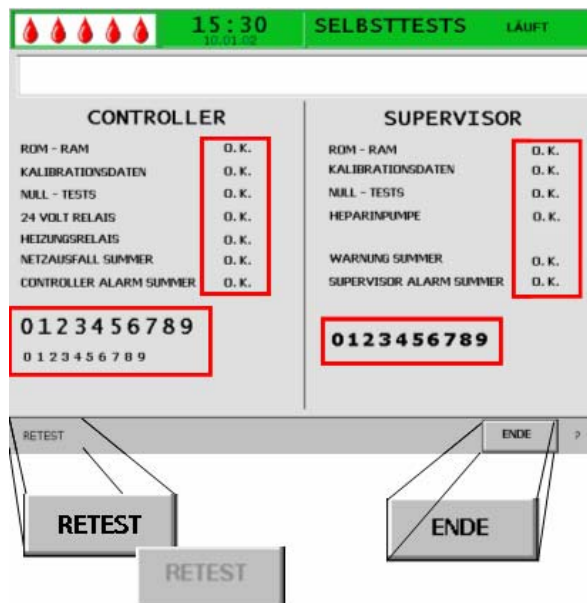 15:30 SELBSTTESTS LÄUFT
10.01.02
CONTROLLER
ROM - RAM O.K.
KALIBRATIONSDATEN O.K.
NULL - TESTS O.K.
24 VOLT RELAIS O.K.
HEIZUNGSRELAIS O.K.
NETZAUSFALL SUMMER O.K.
CONTROLLER ALARM SUMMER O.K.
0123456789
0123456789
SUPERVISOR
ROM - RAM O.K.
KALIBRATIONSDATEN O.K.
NULL - TESTS O.K.
HEPARINPUMPE O.K.
WARNUNG SUMMER O.K.
SUPERVISOR ALARM SUMMER O.K.
0123456789
RETEST ENDE ?
RETEST ENDE
RETEST